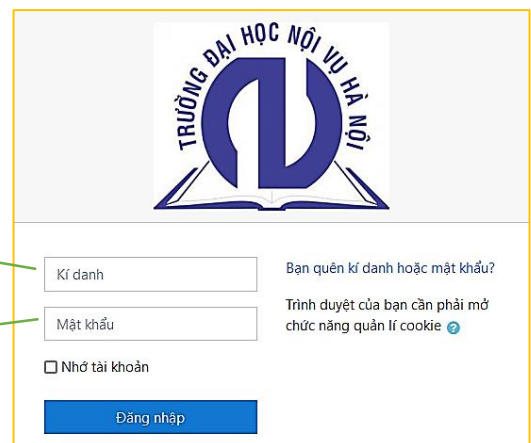 TRƯỜNG ĐẠI HỌC NỘI VỤ HÀ NỘI
Kí danh
Mật khẩu
Nhớ tài khoản
Đăng nhập
Bạn quên kí danh hoặc mật khẩu?
Trình duyệt của bạn cần phải mở
chức năng quản lí cookie